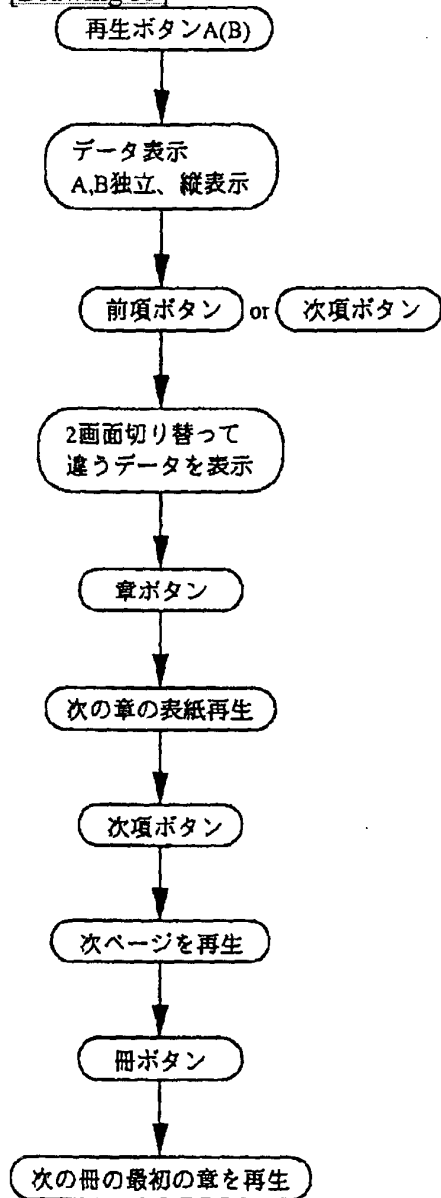 再生ボタンA(B)
データ表示
A,B独立、縦表示
前項ボタン or 次項ボタン
2画面切り替って
違うデータを表示
章ボタン
次の章の表紙再生
次項ボタン
次ページを再生
冊ボタン
次の冊の最初の章を再生